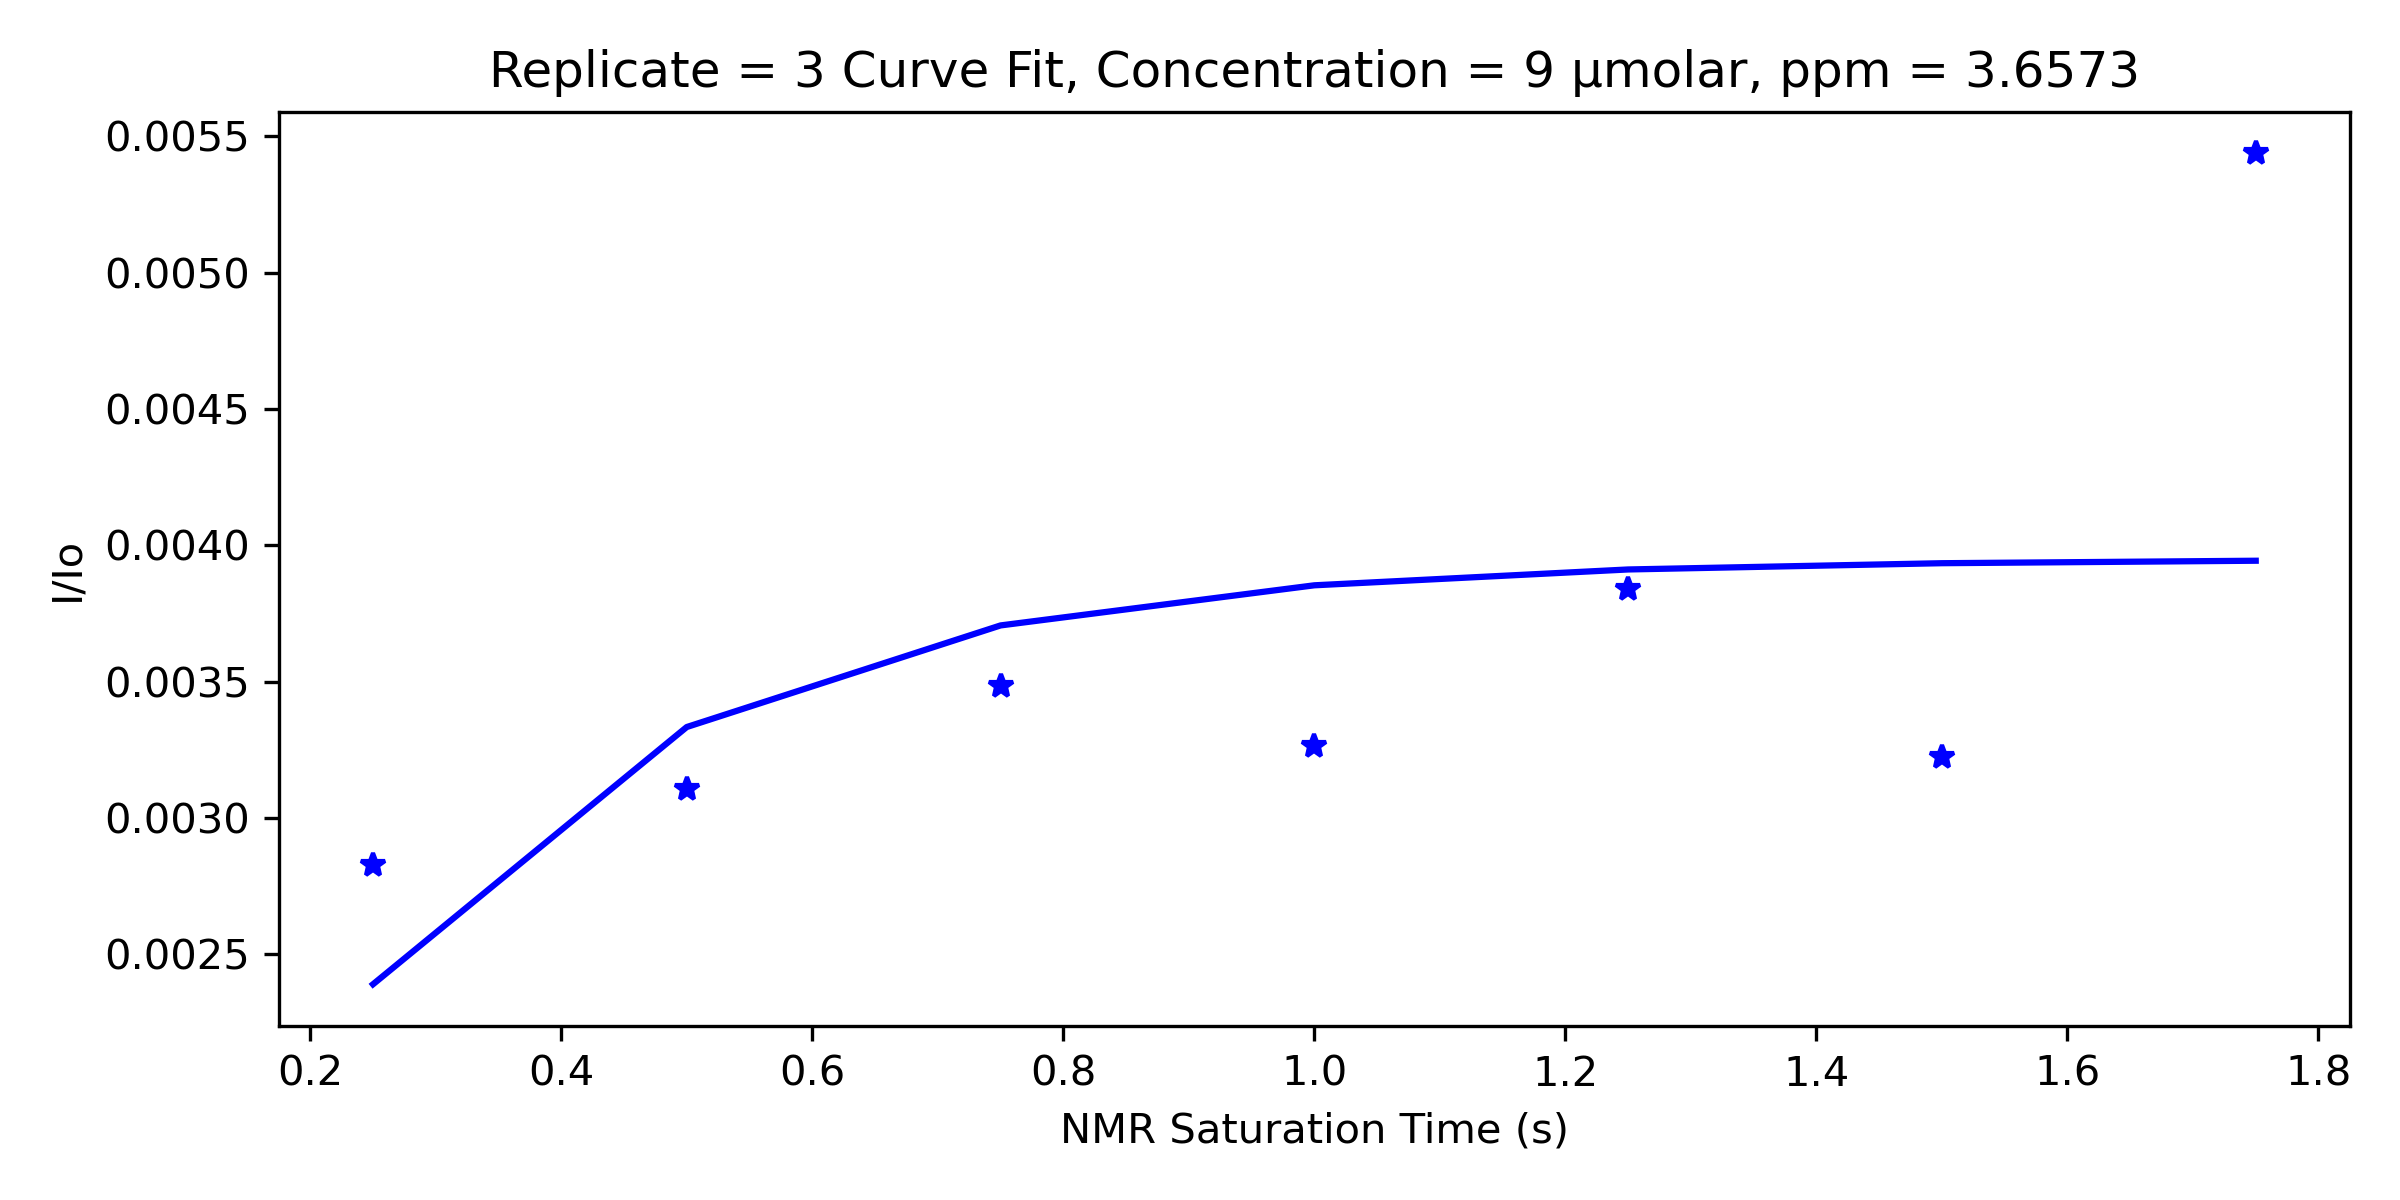 Replicate = 3 Curve Fit, Concentration = 9 µmolar, ppm = 3.6573
0.0055
0.0050
0.0045
0.0040
0.0035
0.0030
0.0025
I/Io
0.2 0.4 0.6 0.8 1.0 1.2 1.4 1.6 1.8
NMR Saturation Time (s)